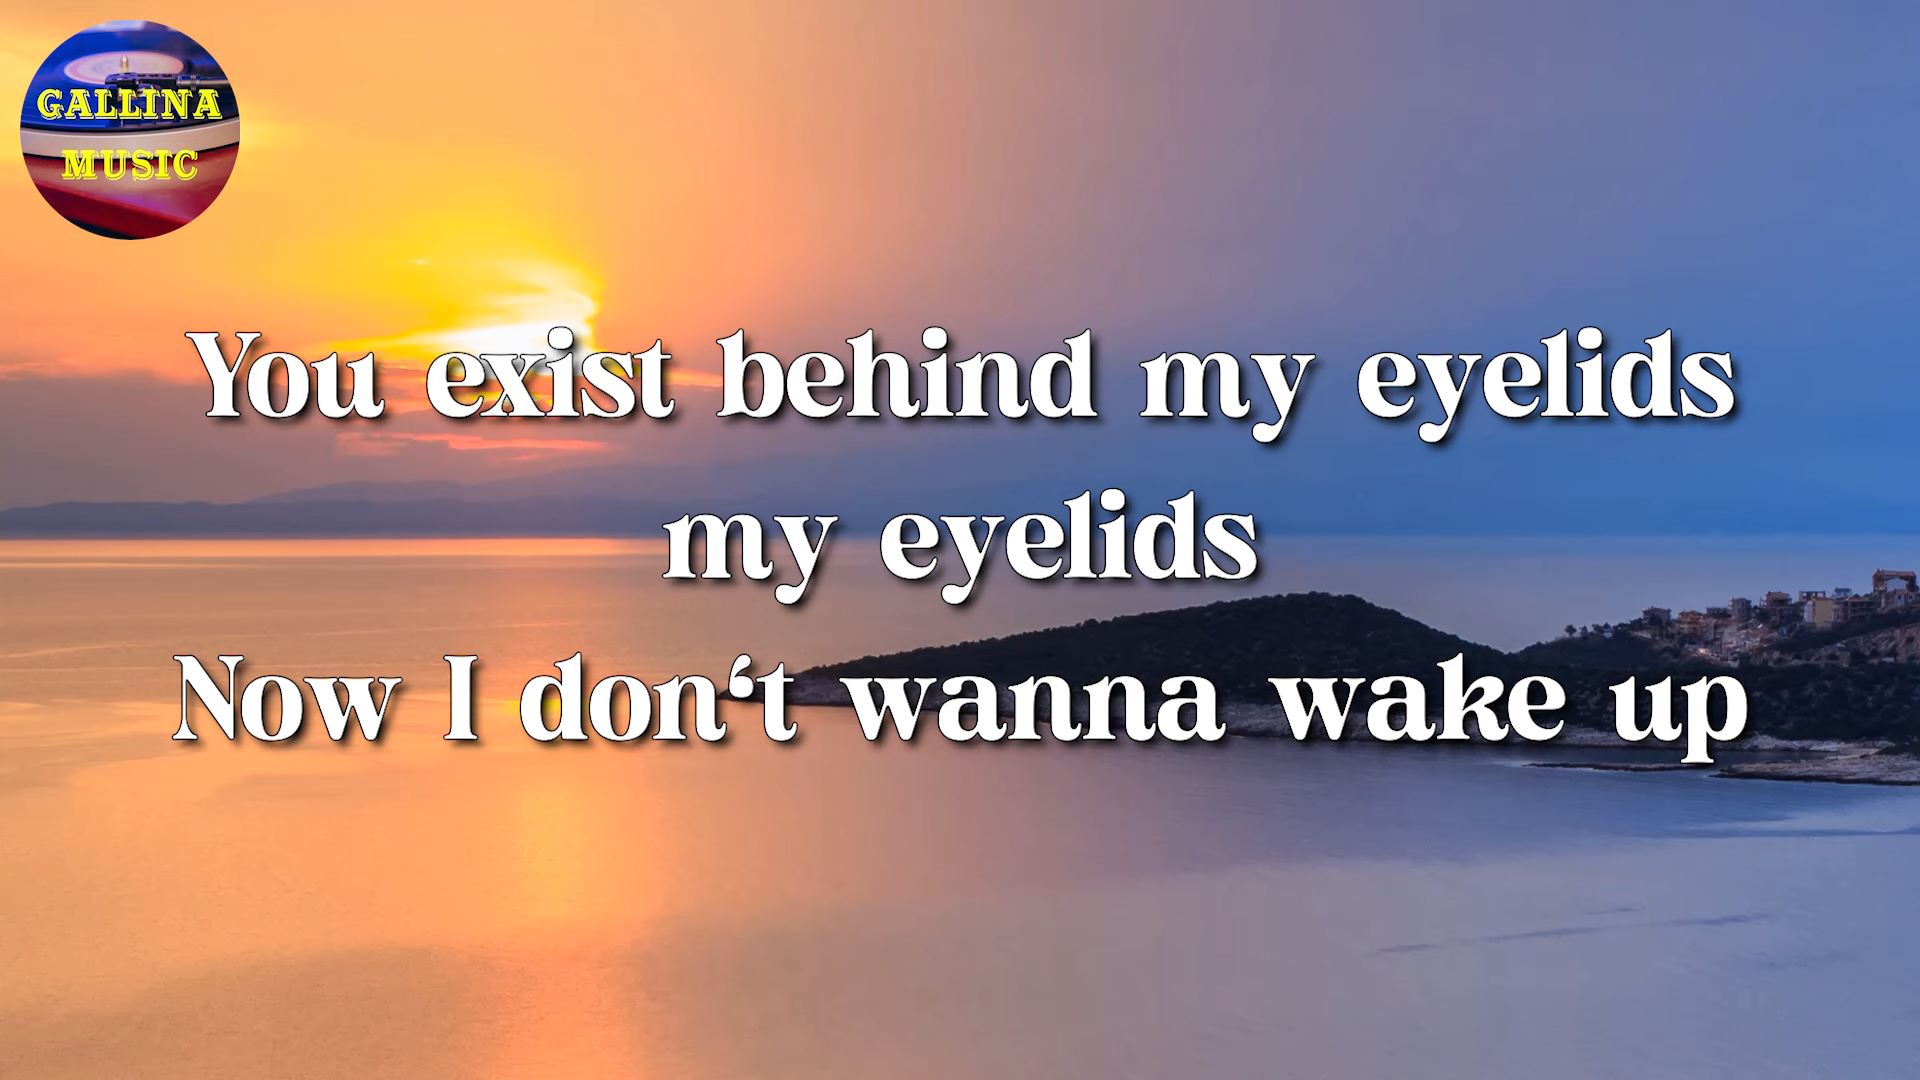 GALLINA
MUSIC
You exist behind my eyelids
my eyelids
Now I don‘t wanna wake up